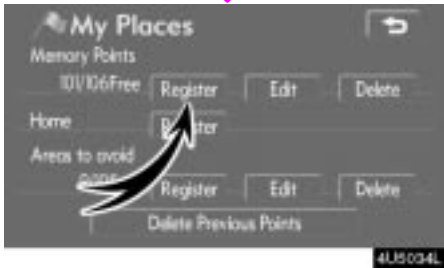 My Places
Memory Points
101/106Free Register Edit Delete
Home
Areas to avoid
Register Edit Delete
Delete Previous Points
4U5034L